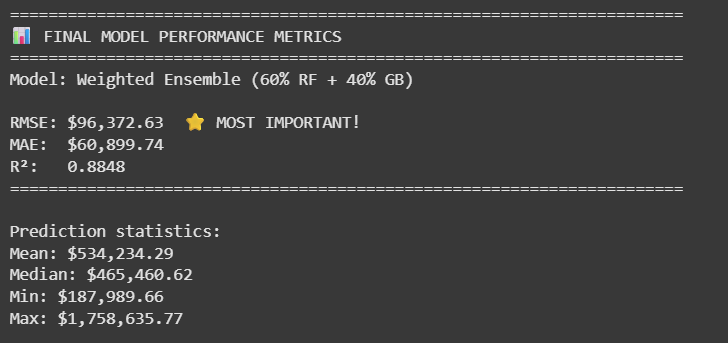 ======================================================================
📊 FINAL MODEL PERFORMANCE METRICS
======================================================================
Model: Weighted Ensemble (60% RF + 40% GB)
RMSE: $96,372.63 ⭐ MOST IMPORTANT!
MAE: $60,899.74
R²: 0.8848
======================================================================
Prediction statistics:
Mean: $534,234.29
Median: $465,460.62
Min: $187,989.66
Max: $1,758,635.77